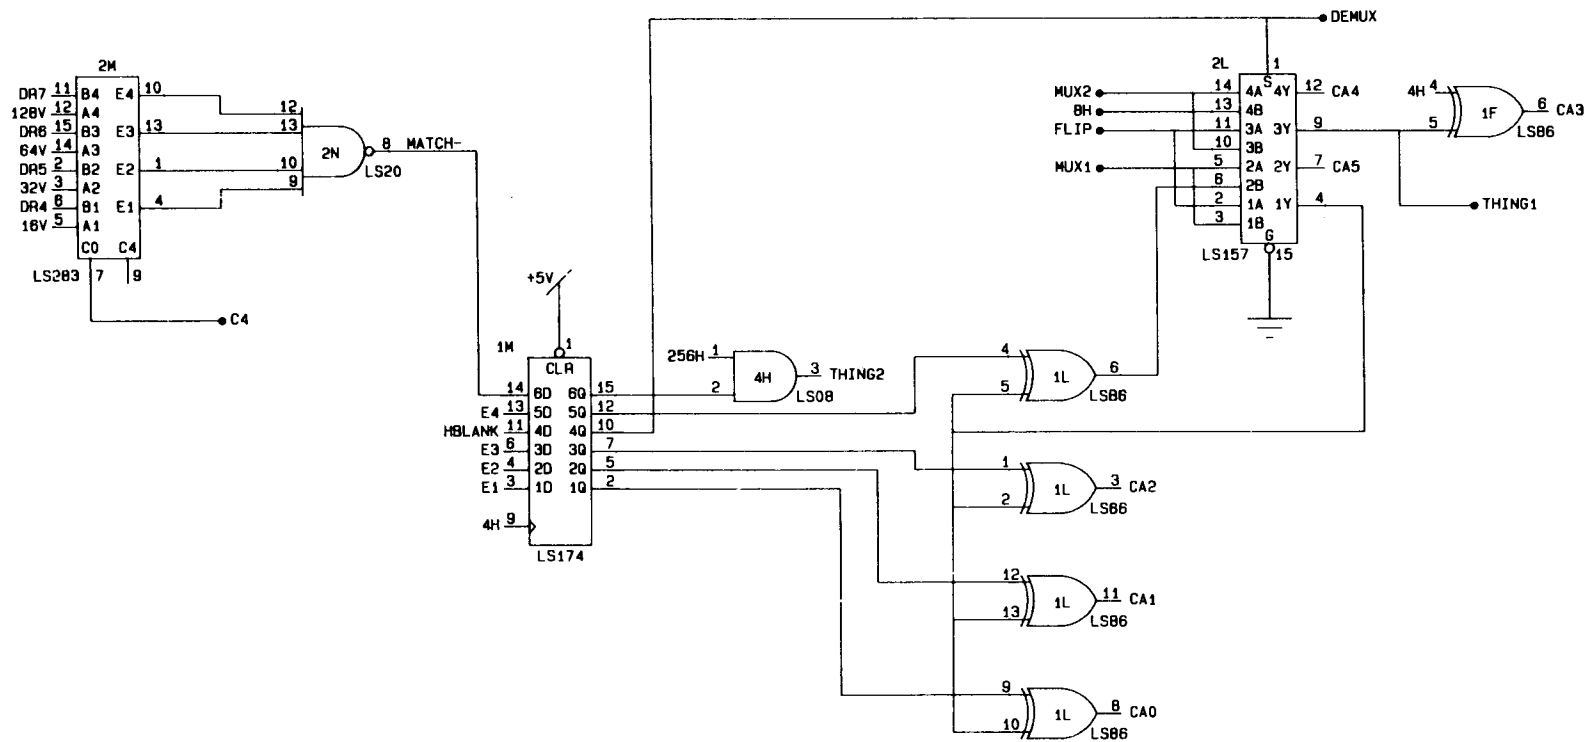 DEMUX
2M
DR7 11 B4 E4 10
128V 12 A4
DR6 15 B3 E3 13
64V 14 A3
DR5 2 B2 E2 1
32V 3 A2
DR4 6 B1 E1 4
16V 5 A1
C0 C4
LS283 7 9
C4
12
13
10
9
2N
8 MATCH-
LS20
2L 1
S
MUX2 14 4A 4Y 12 CA4
8H 13 4B
FLIP 11 3A 3Y 9
10 3B
MUX1 5 2A 2Y 7 CA5
6 2B
2 1A 1Y 4
3 1B
G
LS157 15
4H 4
5
1F
6 CA3
LS86
THING1
+5V
1M 1
CLR
14 6D 6Q 15
E4 13 5D 5Q 12
HBLANK 11 4D 4Q 10
E3 6 3D 3Q 7
E2 4 2D 2Q 5
E1 3 1D 1Q 2
4H 9
LS174
256H 1
2
4H
3 THING2
LS08
4
5
1L
6
LS86
1
2
1L
3 CA2
LS86
12
13
1L
11 CA1
LS86
9
10
1L
8 CA0
LS86